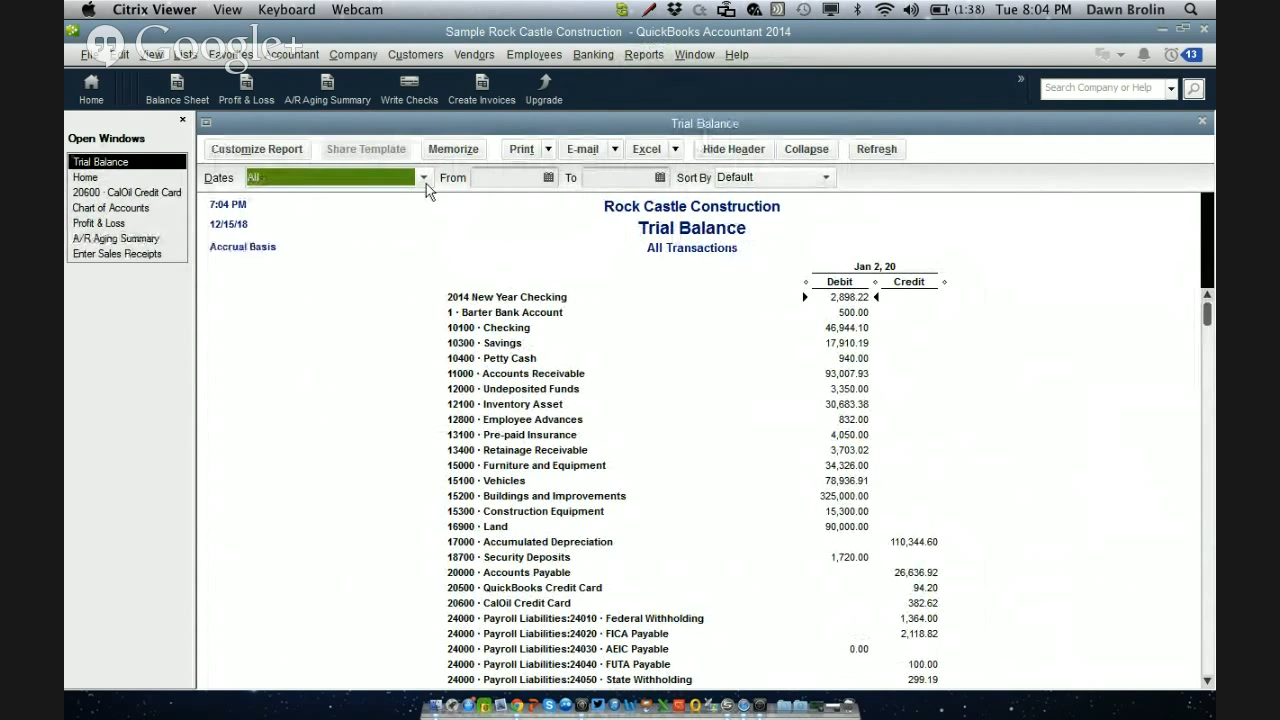 Citrix Viewer View Keyboard Webcam (1:38) Tue 8:04 PM Dawn Brolin
Sample Rock Castle Construction - QuickBooks Accountant 2014
Google+
File Edit View Lists Favorites Accountant Company Customers Vendors Employees Banking Reports Window Help 13
Home Balance Sheet Profit & Loss A/R Aging Summary Write Checks Create Invoices Upgrade » Search Company or Help
Open Windows
Trial Balance
Home
20600 · CalOil Credit Card
Chart of Accounts
Profit & Loss
A/R Aging Summary
Enter Sales Receipts
Trial Balance
Customize Report Share Template Memorize Print E-mail Excel Hide Header Collapse Refresh
Dates All From To Sort By Default
7:04 PM
12/15/18
Accrual Basis
Rock Castle Construction
Trial Balance
All Transactions
Jan 2, 20
Debit Credit
2014 New Year Checking 2,898.22
1 · Barter Bank Account 500.00
10100 · Checking 46,944.10
10300 · Savings 17,910.19
10400 · Petty Cash 940.00
11000 · Accounts Receivable 93,007.93
12000 · Undeposited Funds 3,350.00
12100 · Inventory Asset 30,683.38
12800 · Employee Advances 832.00
13100 · Pre-paid Insurance 4,050.00
13400 · Retainage Receivable 3,703.02
15000 · Furniture and Equipment 34,326.00
15100 · Vehicles 78,936.91
15200 · Buildings and Improvements 325,000.00
15300 · Construction Equipment 15,300.00
16900 · Land 90,000.00
17000 · Accumulated Depreciation 110,344.60
18700 · Security Deposits 1,720.00
20000 · Accounts Payable 26,636.92
20500 · QuickBooks Credit Card 94.20
20600 · CalOil Credit Card 382.62
24000 · Payroll Liabilities:24010 · Federal Withholding 1,364.00
24000 · Payroll Liabilities:24020 · FICA Payable 2,118.82
24000 · Payroll Liabilities:24030 · AEIC Payable 0.00
24000 · Payroll Liabilities:24040 · FUTA Payable 100.00
24000 · Payroll Liabilities:24050 · State Withholding 299.19